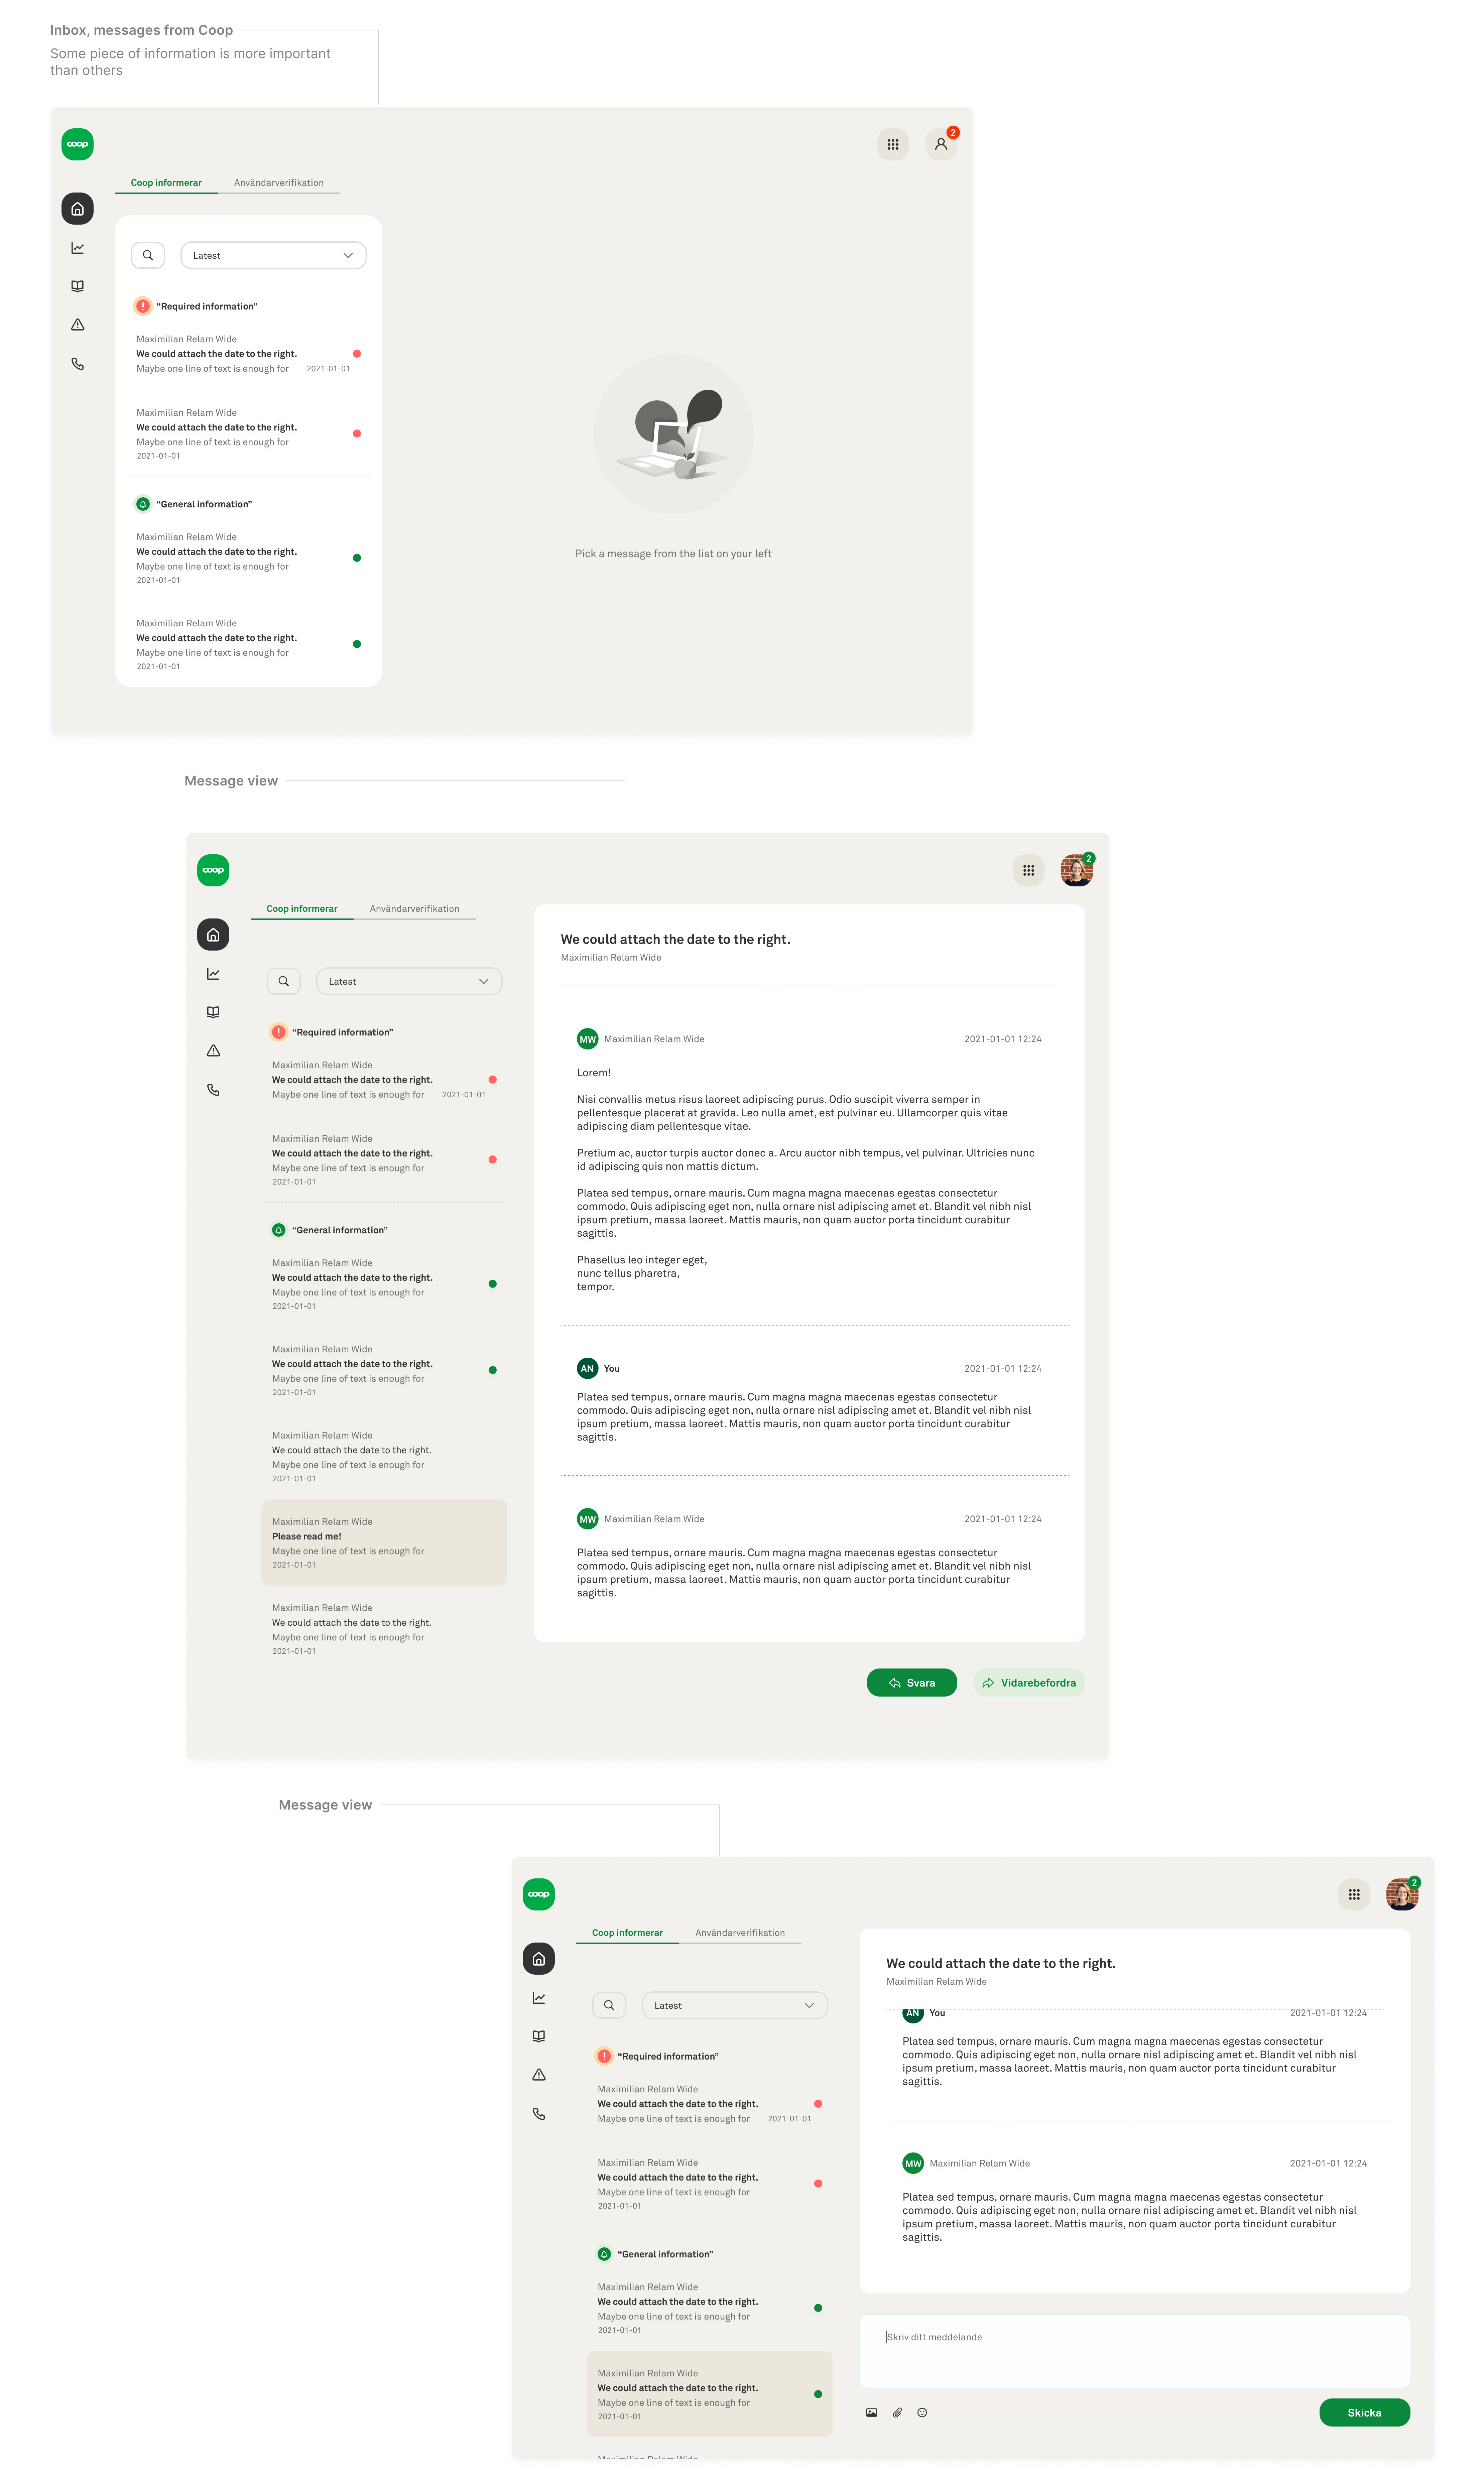 Inbox, messages from Coop
Some piece of information is more important
than others
coop
2
Coop informerar
Användarverifikation
Latest
“Required information”
Maximilian Relam Wide
We could attach the date to the right.
Maybe one line of text is enough for 2021-01-01
Maximilian Relam Wide
We could attach the date to the right.
Maybe one line of text is enough for
2021-01-01
“General information”
Maximilian Relam Wide
We could attach the date to the right.
Maybe one line of text is enough for
2021-01-01
Maximilian Relam Wide
We could attach the date to the right.
Maybe one line of text is enough for
2021-01-01
Pick a message from the list on your left
Message view
coop
2
Coop informerar
Användarverifikation
Latest
“Required information”
Maximilian Relam Wide
We could attach the date to the right.
Maybe one line of text is enough for 2021-01-01
Maximilian Relam Wide
We could attach the date to the right.
Maybe one line of text is enough for
2021-01-01
“General information”
Maximilian Relam Wide
We could attach the date to the right.
Maybe one line of text is enough for
2021-01-01
Maximilian Relam Wide
We could attach the date to the right.
Maybe one line of text is enough for
2021-01-01
Maximilian Relam Wide
We could attach the date to the right.
Maybe one line of text is enough for
2021-01-01
Maximilian Relam Wide
Please read me!
Maybe one line of text is enough for
2021-01-01
Maximilian Relam Wide
We could attach the date to the right.
Maybe one line of text is enough for
2021-01-01
We could attach the date to the right.
Maximilian Relam Wide
MW Maximilian Relam Wide 2021-01-01 12:24
Lorem!
Nisi convallis metus risus laoreet adipiscing purus. Odio suscipit viverra semper in
pellentesque placerat at gravida. Leo nulla amet, est pulvinar eu. Ullamcorper quis vitae
adipiscing diam pellentesque vitae.
Pretium ac, auctor turpis auctor donec a. Arcu auctor nibh tempus, vel pulvinar. Ultricies nunc
id adipiscing quis non mattis dictum.
Platea sed tempus, ornare mauris. Cum magna magna maecenas egestas consectetur
commodo. Quis adipiscing eget non, nulla ornare nisl adipiscing amet et. Blandit vel nibh nisl
ipsum pretium, massa laoreet. Mattis mauris, non quam auctor porta tincidunt curabitur
sagittis.
Phasellus leo integer eget,
nunc tellus pharetra,
tempor.
AN You 2021-01-01 12:24
Platea sed tempus, ornare mauris. Cum magna magna maecenas egestas consectetur
commodo. Quis adipiscing eget non, nulla ornare nisl adipiscing amet et. Blandit vel nibh nisl
ipsum pretium, massa laoreet. Mattis mauris, non quam auctor porta tincidunt curabitur
sagittis.
MW Maximilian Relam Wide 2021-01-01 12:24
Platea sed tempus, ornare mauris. Cum magna magna maecenas egestas consectetur
commodo. Quis adipiscing eget non, nulla ornare nisl adipiscing amet et. Blandit vel nibh nisl
ipsum pretium, massa laoreet. Mattis mauris, non quam auctor porta tincidunt curabitur
sagittis.
Svara
Vidarebefordra
Message view
coop
2
Coop informerar
Användarverifikation
Latest
“Required information”
Maximilian Relam Wide
We could attach the date to the right.
Maybe one line of text is enough for 2021-01-01
Maximilian Relam Wide
We could attach the date to the right.
Maybe one line of text is enough for
2021-01-01
“General information”
Maximilian Relam Wide
We could attach the date to the right.
Maybe one line of text is enough for
2021-01-01
Maximilian Relam Wide
We could attach the date to the right.
Maybe one line of text is enough for
2021-01-01
Maximilian Relam Wide
We could attach the date to the right.
Maximilian Relam Wide
AN You 2021-01-01 12:24
Platea sed tempus, ornare mauris. Cum magna magna maecenas egestas consectetur
commodo. Quis adipiscing eget non, nulla ornare nisl adipiscing amet et. Blandit vel nibh nisl
ipsum pretium, massa laoreet. Mattis mauris, non quam auctor porta tincidunt curabitur
sagittis.
MW Maximilian Relam Wide 2021-01-01 12:24
Platea sed tempus, ornare mauris. Cum magna magna maecenas egestas consectetur
commodo. Quis adipiscing eget non, nulla ornare nisl adipiscing amet et. Blandit vel nibh nisl
ipsum pretium, massa laoreet. Mattis mauris, non quam auctor porta tincidunt curabitur
sagittis.
Skriv ditt meddelande
Skicka